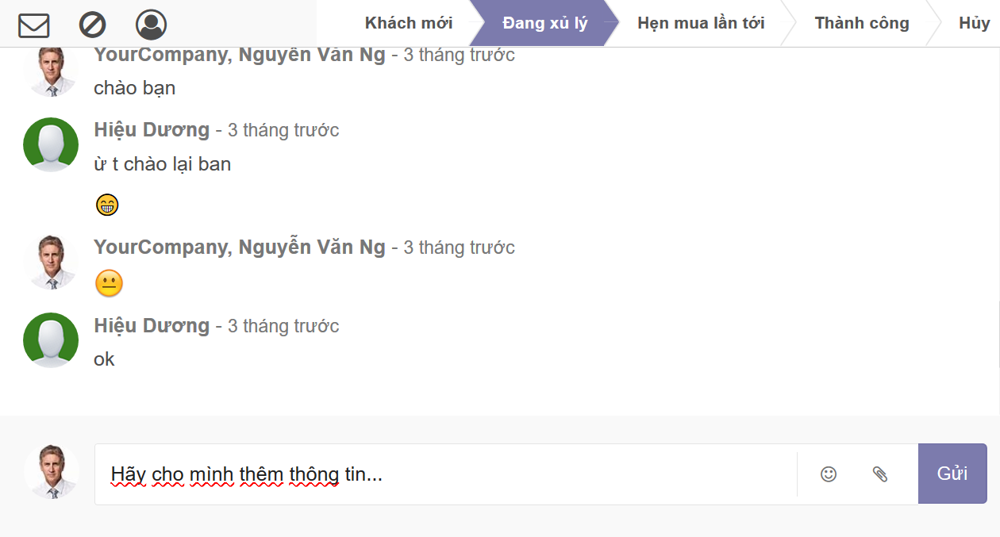 Khách mới
Đang xủ lý
Hẹn mua lần tới
Thành công
Hủy
YourCompany, Nguyễn Văn Ng - 3 tháng trước
chào bạn
Hiệu Dương - 3 tháng trước
ừ t chào lại ban
😁
YourCompany, Nguyễn Văn Ng - 3 tháng trước
😐
Hiệu Dương - 3 tháng trước
ok
Hãy cho mình thêm thông tin...
Gửi